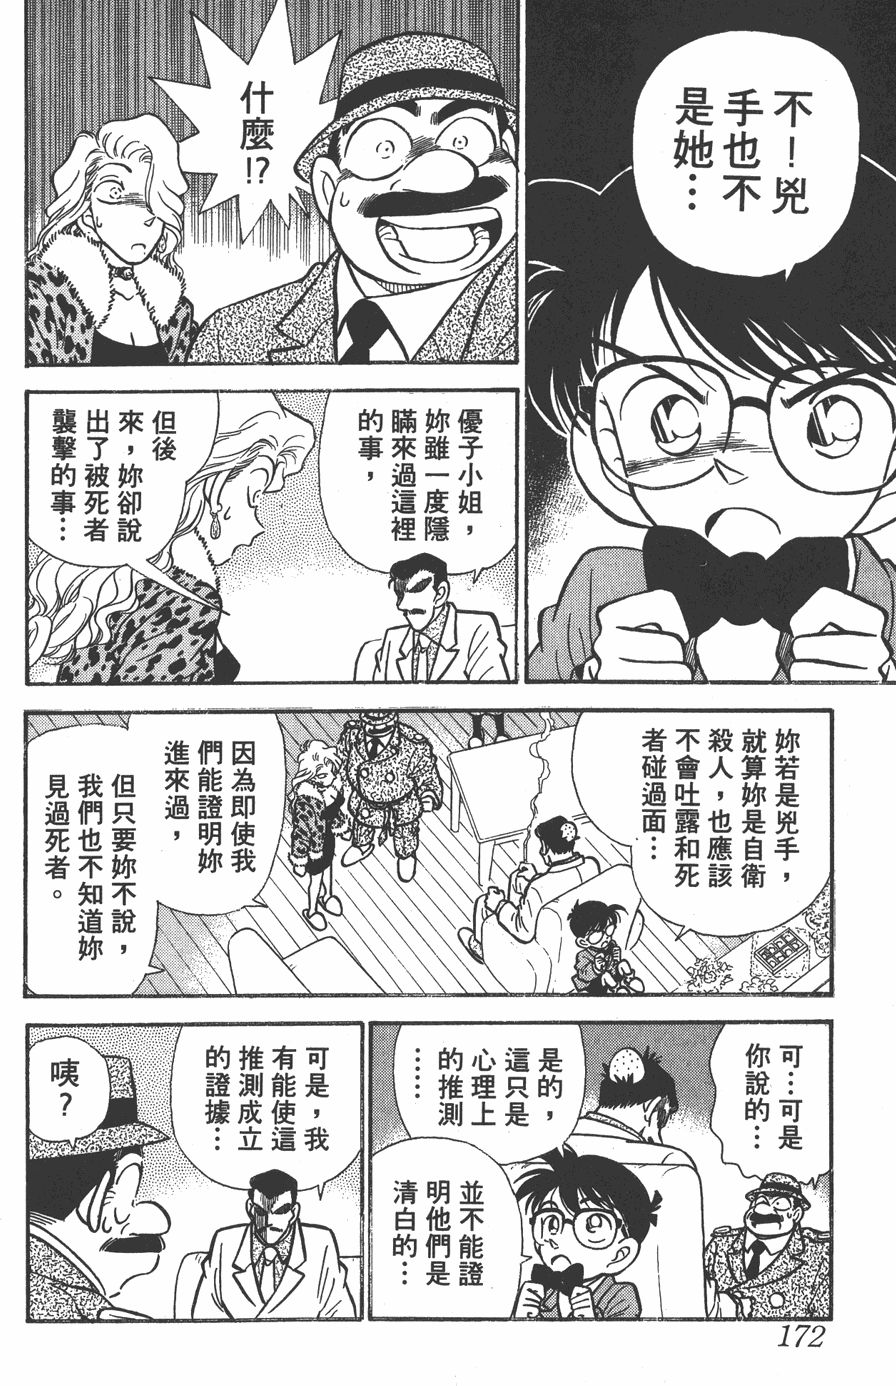 不！兇
手也不
是她…
什麼!?
優子小姐，
妳雖一度隱
瞞來過這裡
的事，
但後
來，妳卻說
出了被死者
襲擊的事…
妳若是兇手，
就算妳是自衛
殺人，也應該
不會吐露和死
者碰過面…
因為即使我
們能證明妳
進來過，
但只要妳不說，
我們也不知道妳
見過死者。
可…可是
你說的…
是的，
這只是
心理上
的推測
……
並不能證
明他們是
清白的…
可是，我
有能使這
推測成立
的證據…
咦？
172